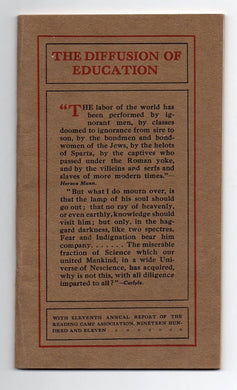 THE DIFFUSION OF
EDUCATION
"THE labor of the world has
been performed by ig-
norant men, by classes
doomed to ignorance from sire to
son, by the bondmen and bond-
women of the Jews, by the helots
of Sparta, by the captives who
passed under the Roman yoke,
and by the villeins and serfs and
slaves of more modern times."—
Horace Mann.
"But what I do mourn over, is
that the lamp of his soul should
go out; that no ray of heavenly,
or even earthly, knowledge should
visit him; but only, in the hag-
gard darkness, like two spectres,
Fear and Indignation bear him
company. . . . . . . The miserable
fraction of Science which our
united Mankind, in a wide Uni-
verse of Nescience, has acquired,
why is not this, with all diligence
imparted to all?"—Carlyle.
WITH ELEVENTH ANNUAL REPORT OF THE
READING CAMP ASSOCIATION, NINETEEN HUN-
DRED AND ELEVEN . . . . . . .